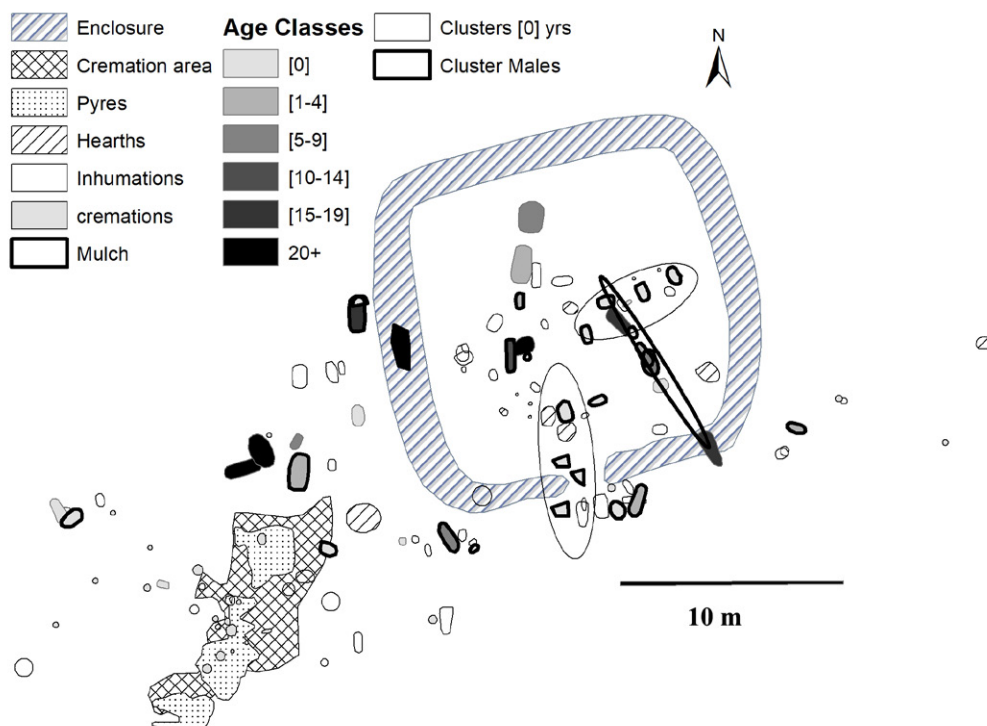 Enclosure
Cremation area
Pyres
Hearths
Inhumations
cremations
Mulch
Age Classes
[0]
[1-4]
[5-9]
[10-14]
[15-19]
20+
Clusters [0] yrs
Cluster Males
N
10 m